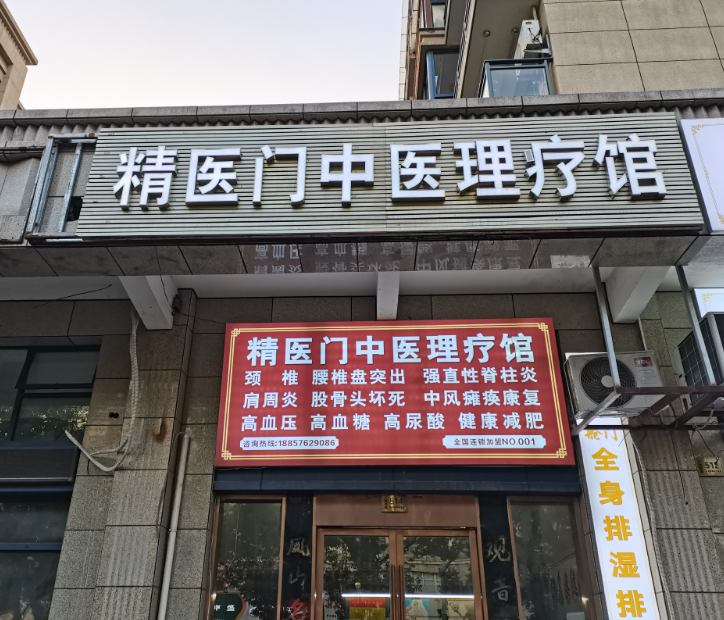 精医门中医理疗馆
精医门中医理疗馆
颈 椎 腰椎盘突出 强直性脊柱炎
肩周炎 股骨头坏死 中风瘫痪康复
高血压 高血糖 高尿酸 健康减肥
咨询热线:18857629086
全国连锁加盟NO.001
全身排湿排
观音